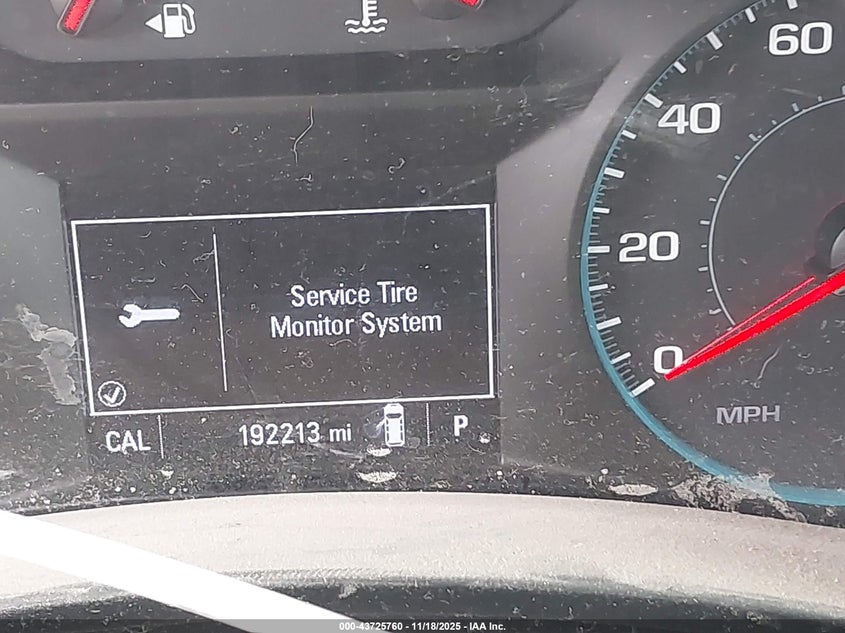 60
40
20
0
MPH
Service Tire
Monitor System
CAL
192213 mi
P
000-43725760 - 11/18/2025 - IAA Inc.